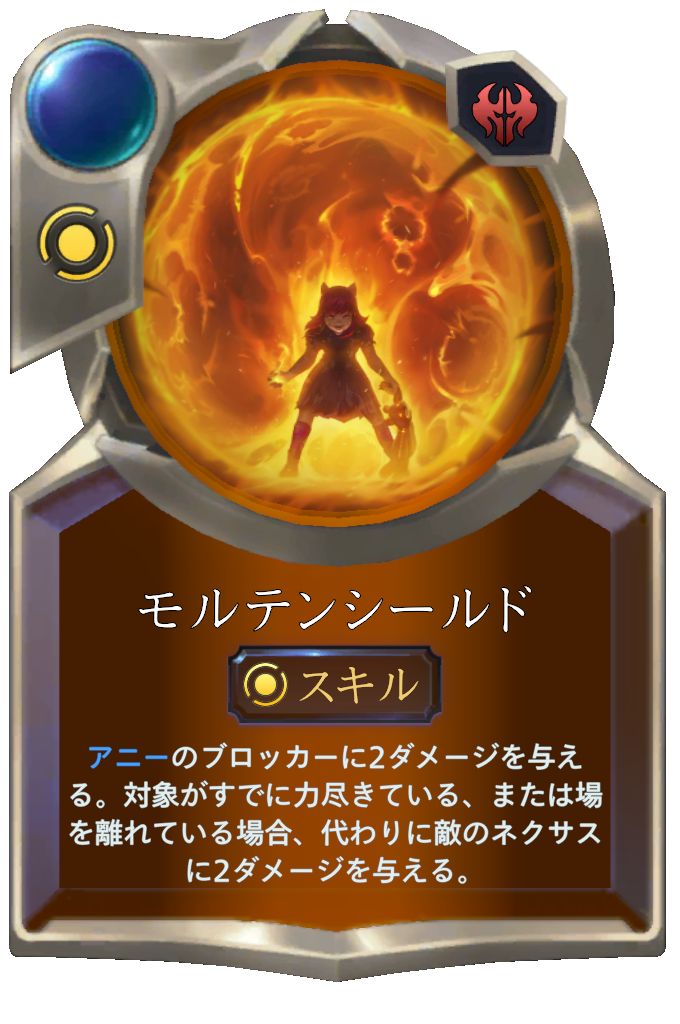 モルテンシールド
スキル
アニーのブロッカーに2ダメージを与え
る。対象がすでに力尽きている、または場
を離れている場合、代わりに敵のネクサス
に2ダメージを与える。